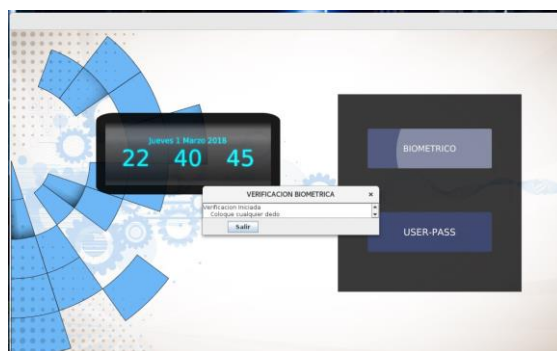 Jueves 1 Marzo 2018
22 40 45
BIOMETRICO
VERIFICACION BIOMETRICA ×
Verificacion Iniciada
Coloque cualquier dedo
Salir
USER-PASS